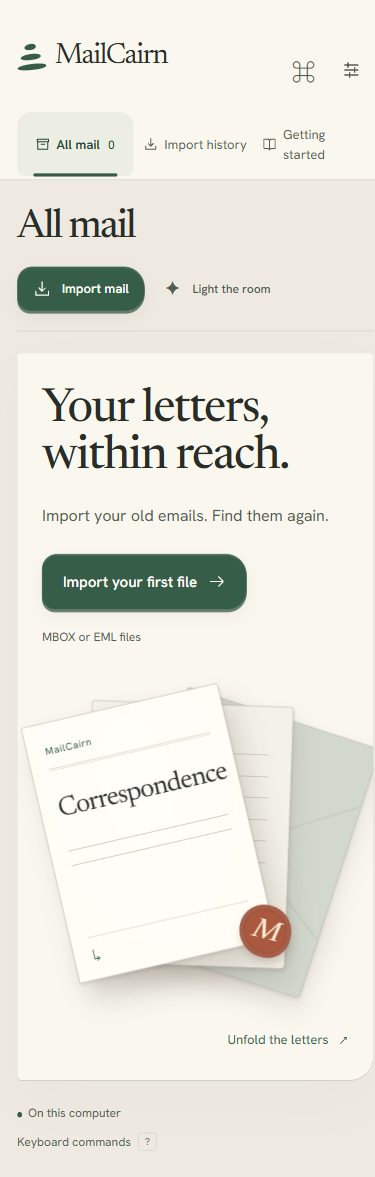 MailCairn
All mail 0
Import history
Getting
started
All mail
Import mail
Light the room
Your letters,
within reach.
Import your old emails. Find them again.
Import your first file →
MBOX or EML files
MailCairn
Correspondence
M
Unfold the letters ↗
On this computer
Keyboard commands ?